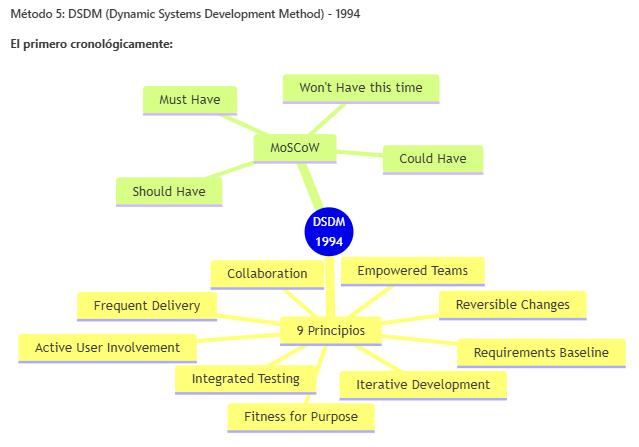 Método 5: DSDM (Dynamic Systems Development Method) - 1994
El primero cronológicamente:
Won't Have this time
Must Have
MoSCoW
Could Have
Should Have
DSDM
1994
Collaboration
Empowered Teams
Frequent Delivery
Reversible Changes
9 Principios
Active User Involvement
Requirements Baseline
Integrated Testing
Iterative Development
Fitness for Purpose